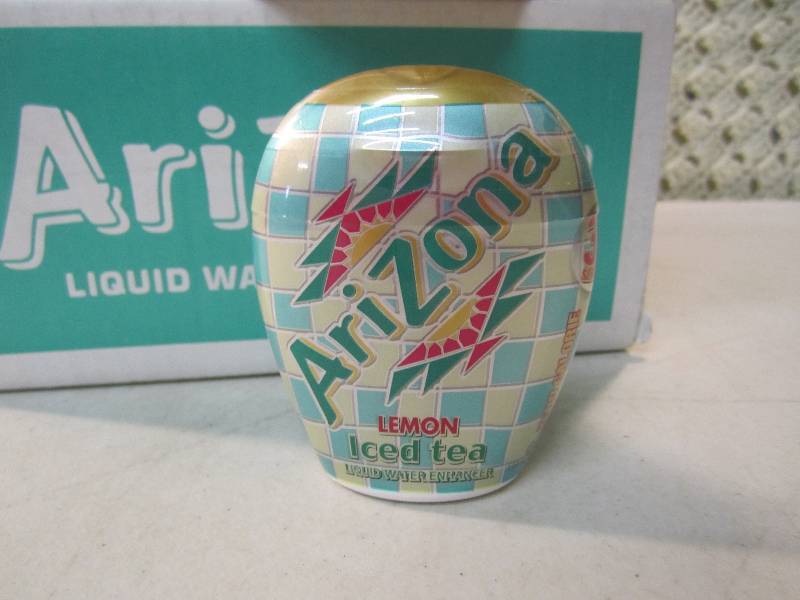 Ari
LIQUID WA
AriZona
LEMON
Iced tea
LIQUID WATER ENHANCER